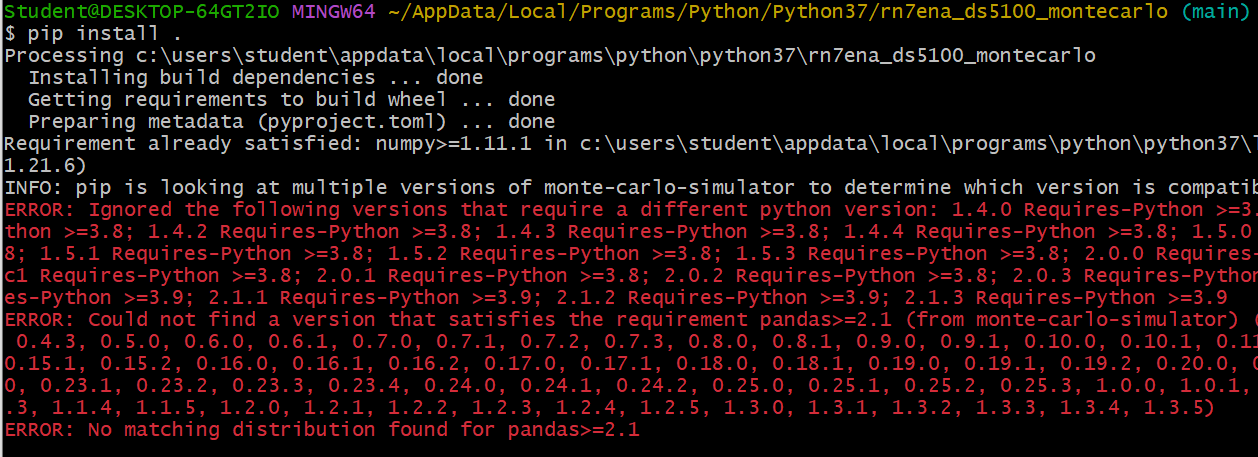 Student@DESKTOP-64GT2IO MINGW64 ~/AppData/Local/Programs/Python/Python37/rn7ena_ds5100_montecarlo (main)
$ pip install .
Processing c:\users\student\appdata\local\programs\python\python37\rn7ena_ds5100_montecarlo
Installing build dependencies ... done
Getting requirements to build wheel ... done
Preparing metadata (pyproject.toml) ... done
Requirement already satisfied: numpy>=1.11.1 in c:\users\student\appdata\local\programs\python\python37\
1.21.6)
INFO: pip is looking at multiple versions of monte-carlo-simulator to determine which version is compatib
ERROR: Ignored the following versions that require a different python version: 1.4.0 Requires-Python >=3.
thon >=3.8; 1.4.2 Requires-Python >=3.8; 1.4.3 Requires-Python >=3.8; 1.4.4 Requires-Python >=3.8; 1.5.0
8; 1.5.1 Requires-Python >=3.8; 1.5.2 Requires-Python >=3.8; 1.5.3 Requires-Python >=3.8; 2.0.0 Requires-
c1 Requires-Python >=3.8; 2.0.1 Requires-Python >=3.8; 2.0.2 Requires-Python >=3.8; 2.0.3 Requires-Python
es-Python >=3.9; 2.1.1 Requires-Python >=3.9; 2.1.2 Requires-Python >=3.9; 2.1.3 Requires-Python >=3.9
ERROR: Could not find a version that satisfies the requirement pandas>=2.1 (from monte-carlo-simulator) (
0.4.3, 0.5.0, 0.6.0, 0.6.1, 0.7.0, 0.7.1, 0.7.2, 0.7.3, 0.8.0, 0.8.1, 0.9.0, 0.9.1, 0.10.0, 0.10.1, 0.11
0.15.1, 0.15.2, 0.16.0, 0.16.1, 0.16.2, 0.17.0, 0.17.1, 0.18.0, 0.18.1, 0.19.0, 0.19.1, 0.19.2, 0.20.0,
0, 0.23.1, 0.23.2, 0.23.3, 0.23.4, 0.24.0, 0.24.1, 0.24.2, 0.25.0, 0.25.1, 0.25.2, 0.25.3, 1.0.0, 1.0.1,
.3, 1.1.4, 1.1.5, 1.2.0, 1.2.1, 1.2.2, 1.2.3, 1.2.4, 1.2.5, 1.3.0, 1.3.1, 1.3.2, 1.3.3, 1.3.4, 1.3.5)
ERROR: No matching distribution found for pandas>=2.1